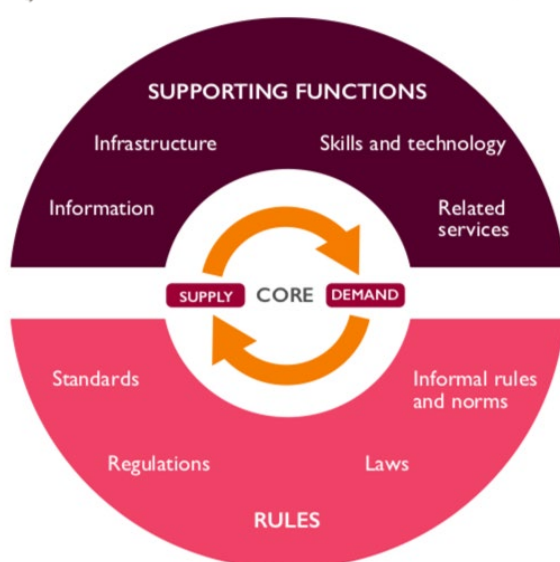 SUPPORTING FUNCTIONS
Infrastructure
Skills and technology
Information
Related
services
SUPPLY
CORE
DEMAND
Standards
Informal rules
and norms
Regulations
Laws
RULES